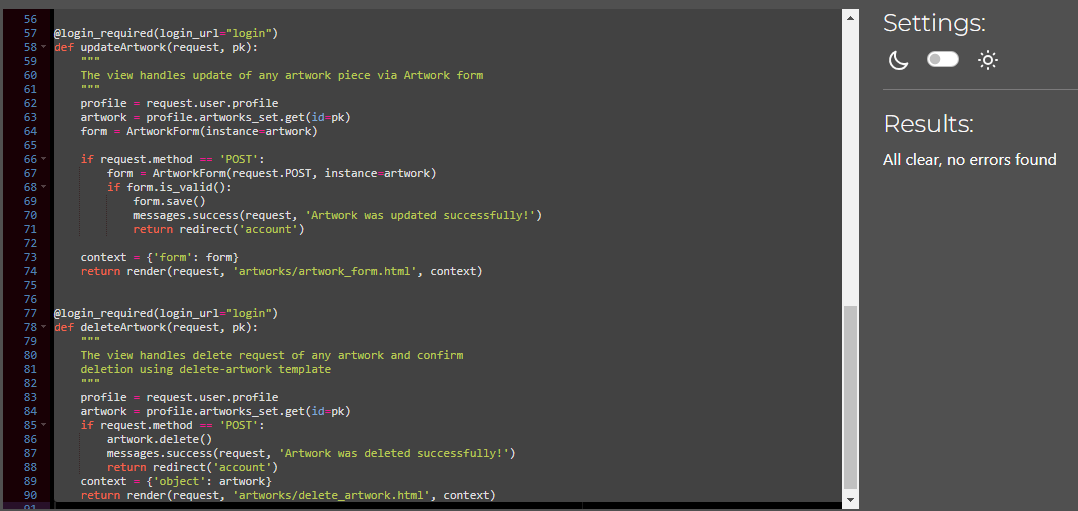 56
57 @login_required(login_url="login")
58 def updateArtwork(request, pk):
59     """
60     The view handles update of any artwork piece via Artwork form
61     """
62     profile = request.user.profile
63     artwork = profile.artworks_set.get(id=pk)
64     form = ArtworkForm(instance=artwork)
65
66     if request.method == 'POST':
67         form = ArtworkForm(request.POST, instance=artwork)
68         if form.is_valid():
69             form.save()
70             messages.success(request, 'Artwork was updated successfully!')
71             return redirect('account')
72
73     context = {'form': form}
74     return render(request, 'artworks/artwork_form.html', context)
75
76
77 @login_required(login_url="login")
78 def deleteArtwork(request, pk):
79     """
80     The view handles delete request of any artwork and confirm
81     deletion using delete-artwork template
82     """
83     profile = request.user.profile
84     artwork = profile.artworks_set.get(id=pk)
85     if request.method == 'POST':
86         artwork.delete()
87         messages.success(request, 'Artwork was deleted successfully!')
88         return redirect('account')
89     context = {'object': artwork}
90     return render(request, 'artworks/delete_artwork.html', context)
91
Settings:
Results:
All clear, no errors found